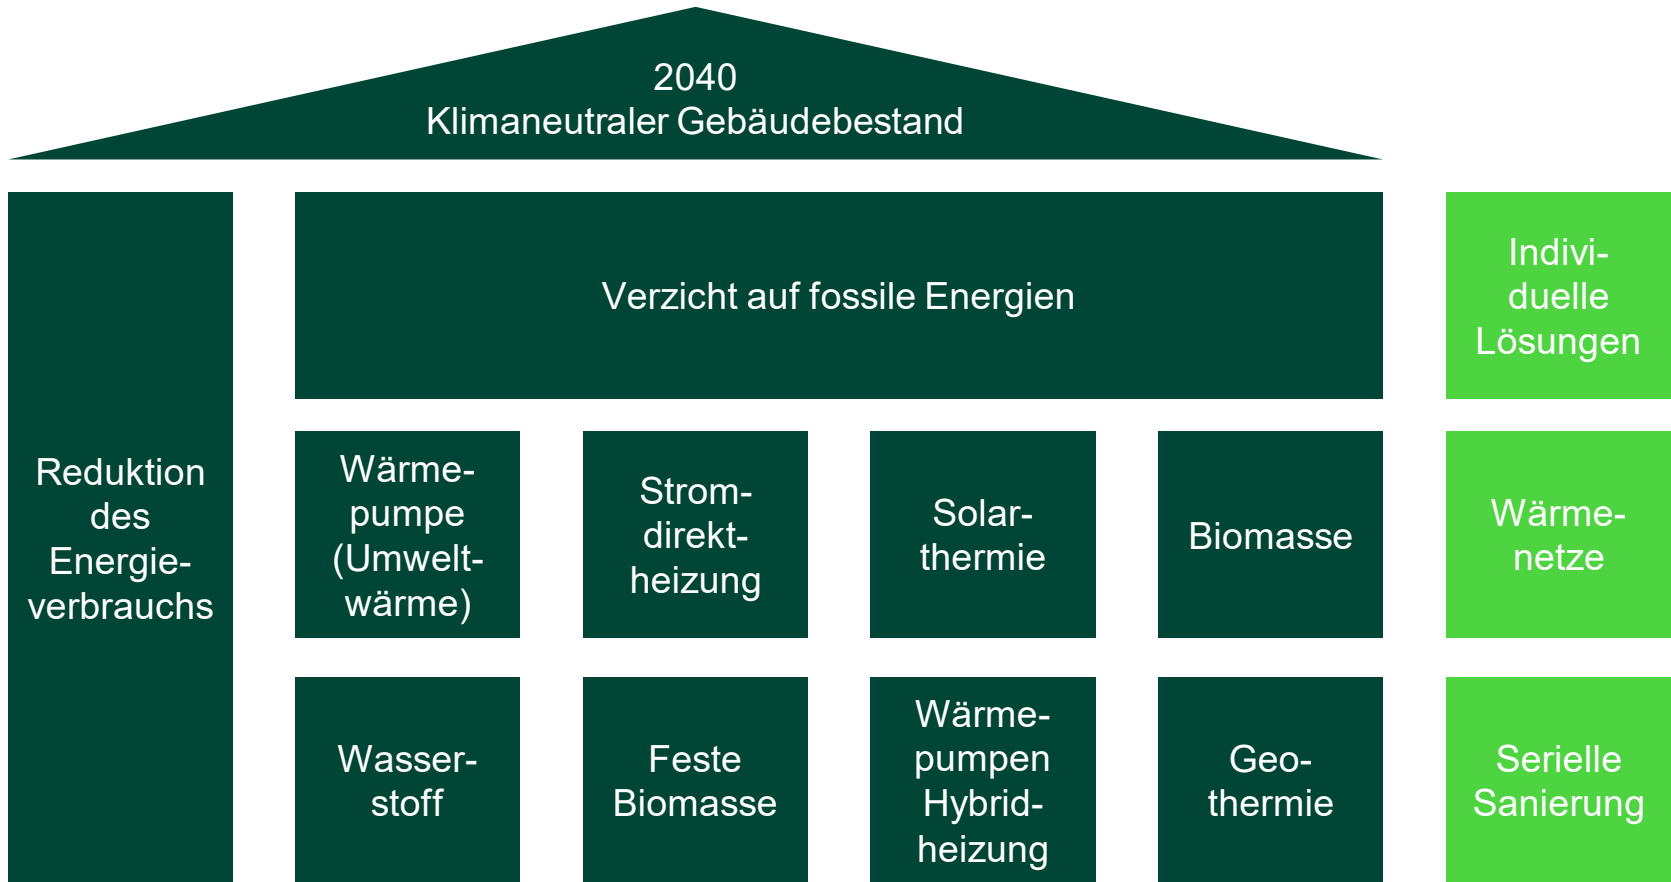 2040
Klimaneutraler Gebäudebestand
Reduktion
des
Energie-
verbrauchs
Verzicht auf fossile Energien
Indivi-
duelle
Lösungen
Wärme-
pumpe
(Umwelt-
wärme)
Strom-
direkt-
heizung
Solar-
thermie
Biomasse
Wärme-
netze
Wasser-
stoff
Feste
Biomasse
Wärme-
pumpen
Hybrid-
heizung
Geo-
thermie
Serielle
Sanierung